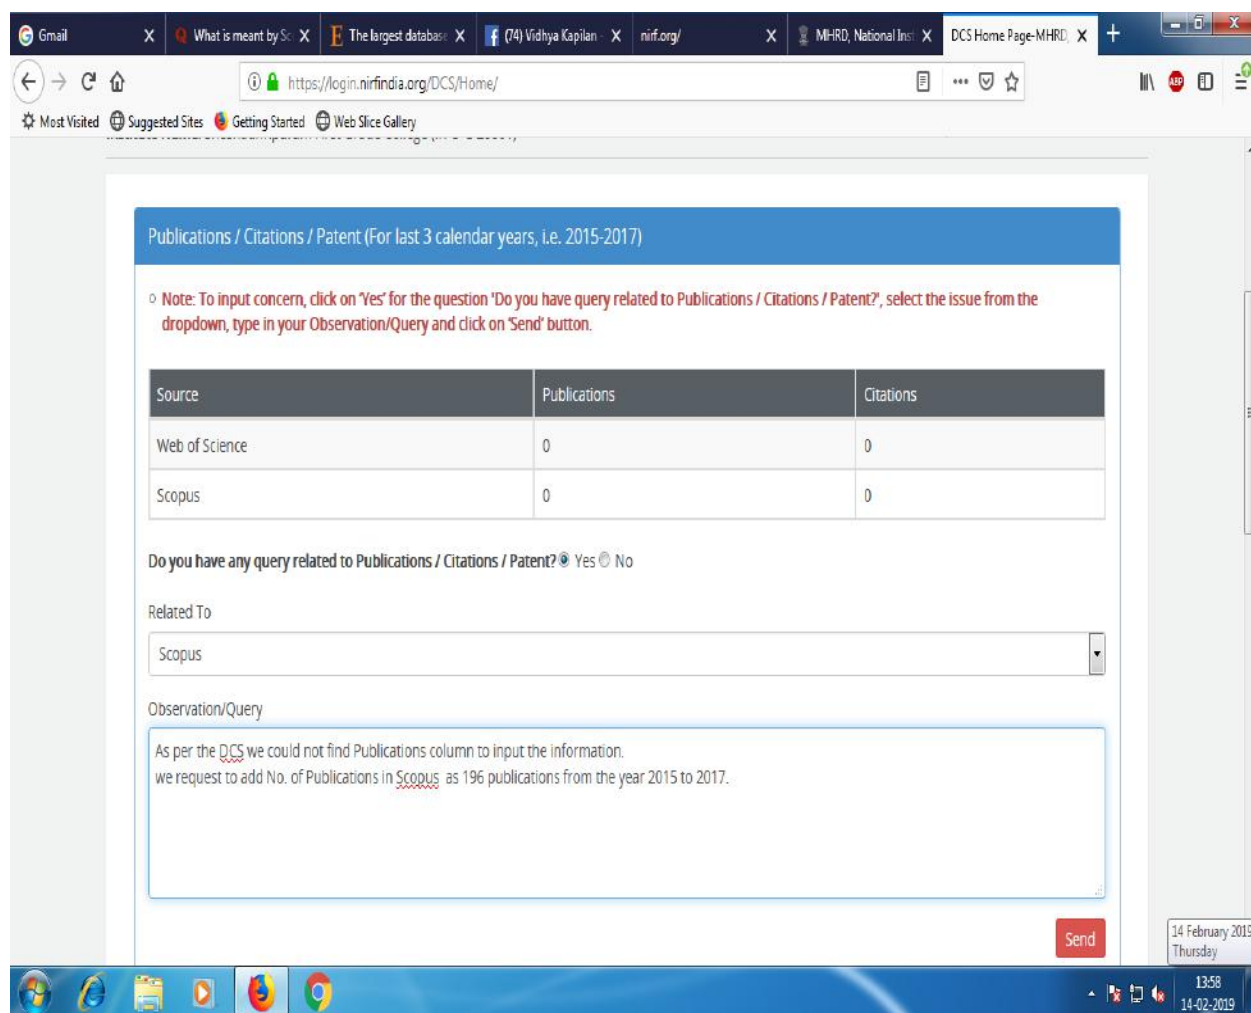 Gmail
What is meant by Sc
The largest database
(74) Vidhya Kapilan -
nirf.org/
MHRD, National Inst
DCS Home Page-MHRD,
https://login.nirfindia.org/DCS/Home/
ABP
Most Visited Suggested Sites Getting Started Web Slice Gallery
Publications / Citations / Patent (For last 3 calendar years, i.e. 2015-2017)
Note: To input concern, click on 'Yes' for the question 'Do you have query related to Publications / Citations / Patent?', select the issue from the
dropdown, type in your Observation/Query and click on 'Send' button.
Source Publications Citations
Web of Science 0 0
Scopus 0 0
Do you have any query related to Publications / Citations / Patent? Yes No
Related To
Scopus
Observation/Query
As per the DCS we could not find Publications column to input the information.
we request to add No. of Publications in Scopus as 196 publications from the year 2015 to 2017.
Send
14 February 2019
Thursday
13:58
14-02-2019